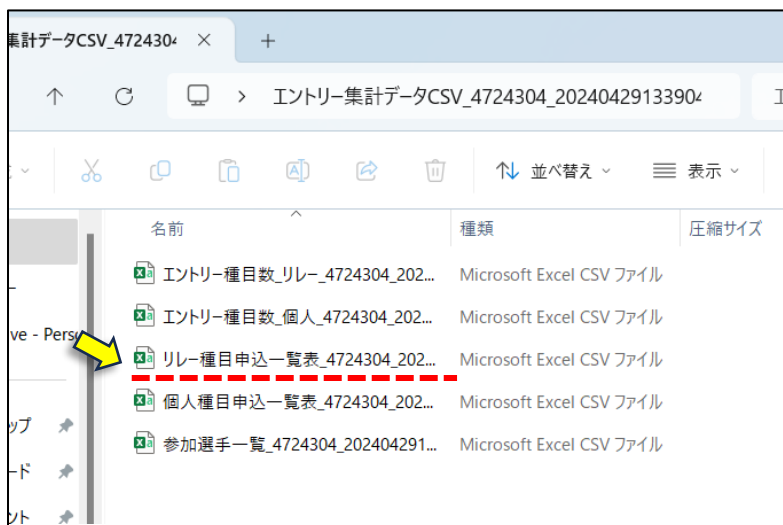 集計データCSV_4724304
エントリー集計データCSV_4724304_20240429133904
並べ替え
表示
名前
種類
圧縮サイズ
エントリー種目数_リレー_4724304_202...
Microsoft Excel CSV ファイル
エントリー種目数_個人_4724304_202...
Microsoft Excel CSV ファイル
ve - Perso
リレー種目申込一覧表_4724304_202...
Microsoft Excel CSV ファイル
個人種目申込一覧表_4724304_202...
Microsoft Excel CSV ファイル
ップ
参加選手一覧_4724304_202404291...
Microsoft Excel CSV ファイル
ード
ント